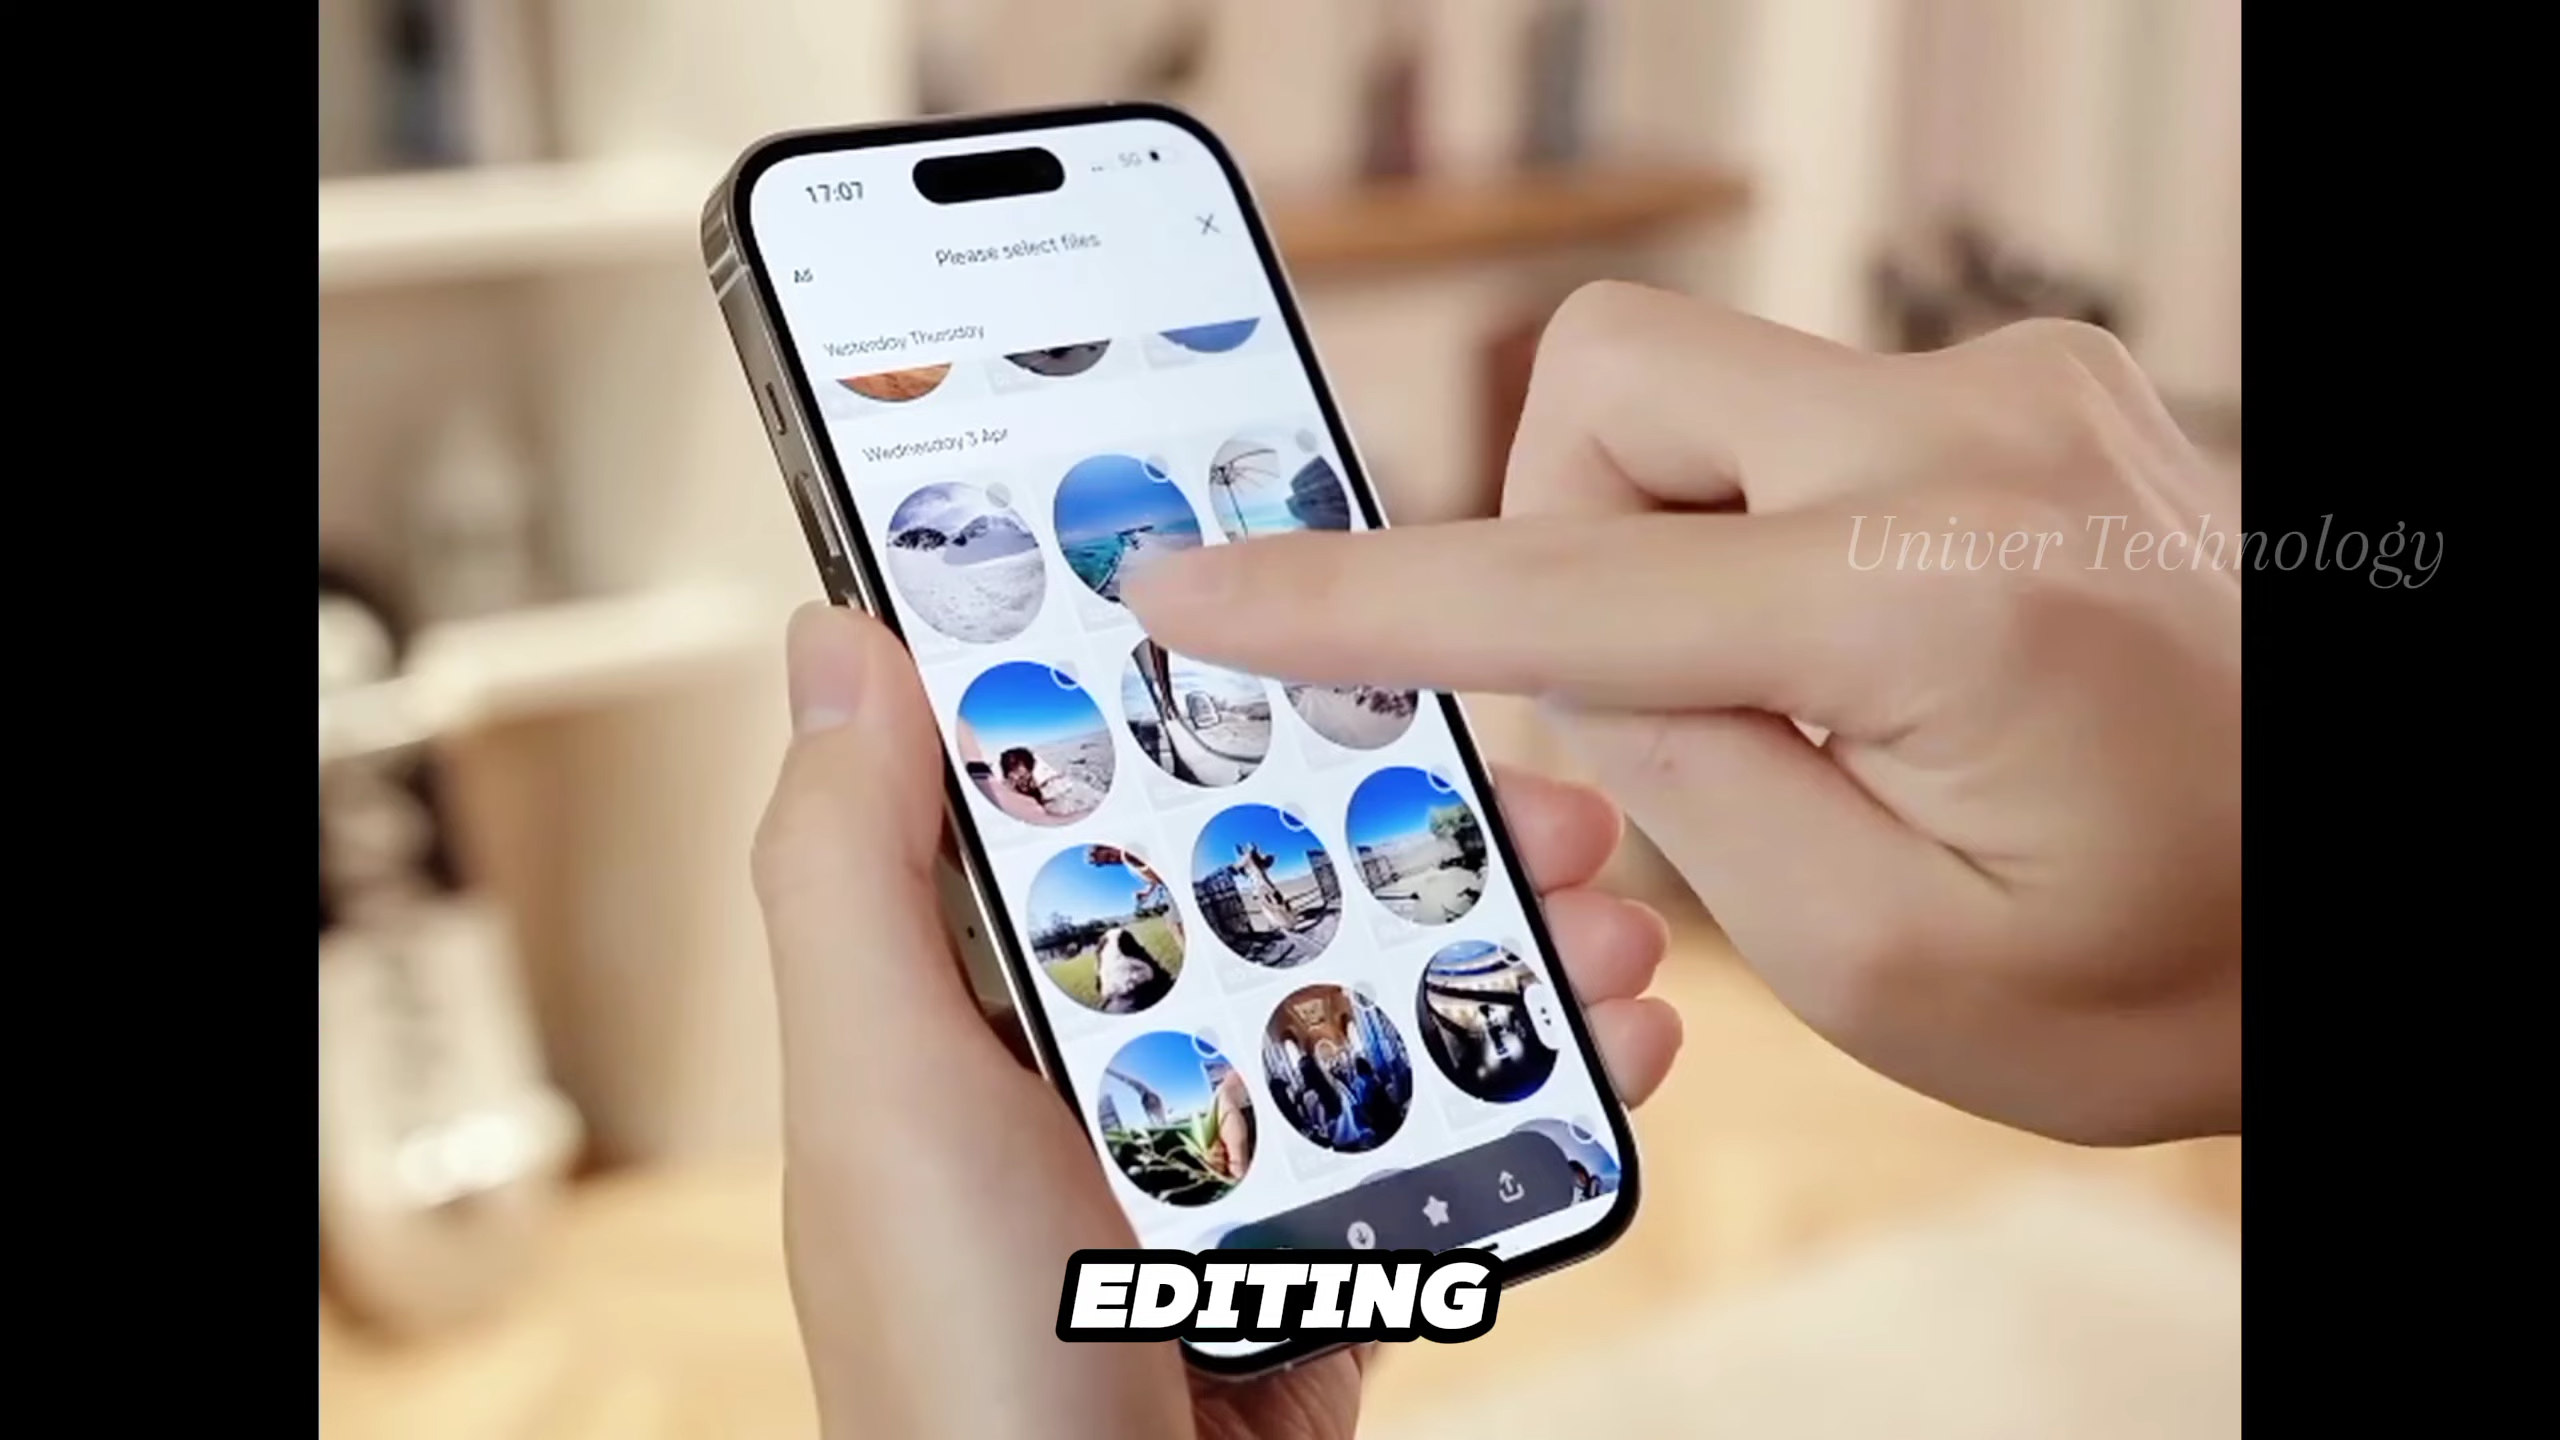 17:07
5G
Please select files
All
Yesterday Thursday
Wednesday 3 Apr
Univer Technology
EDITING